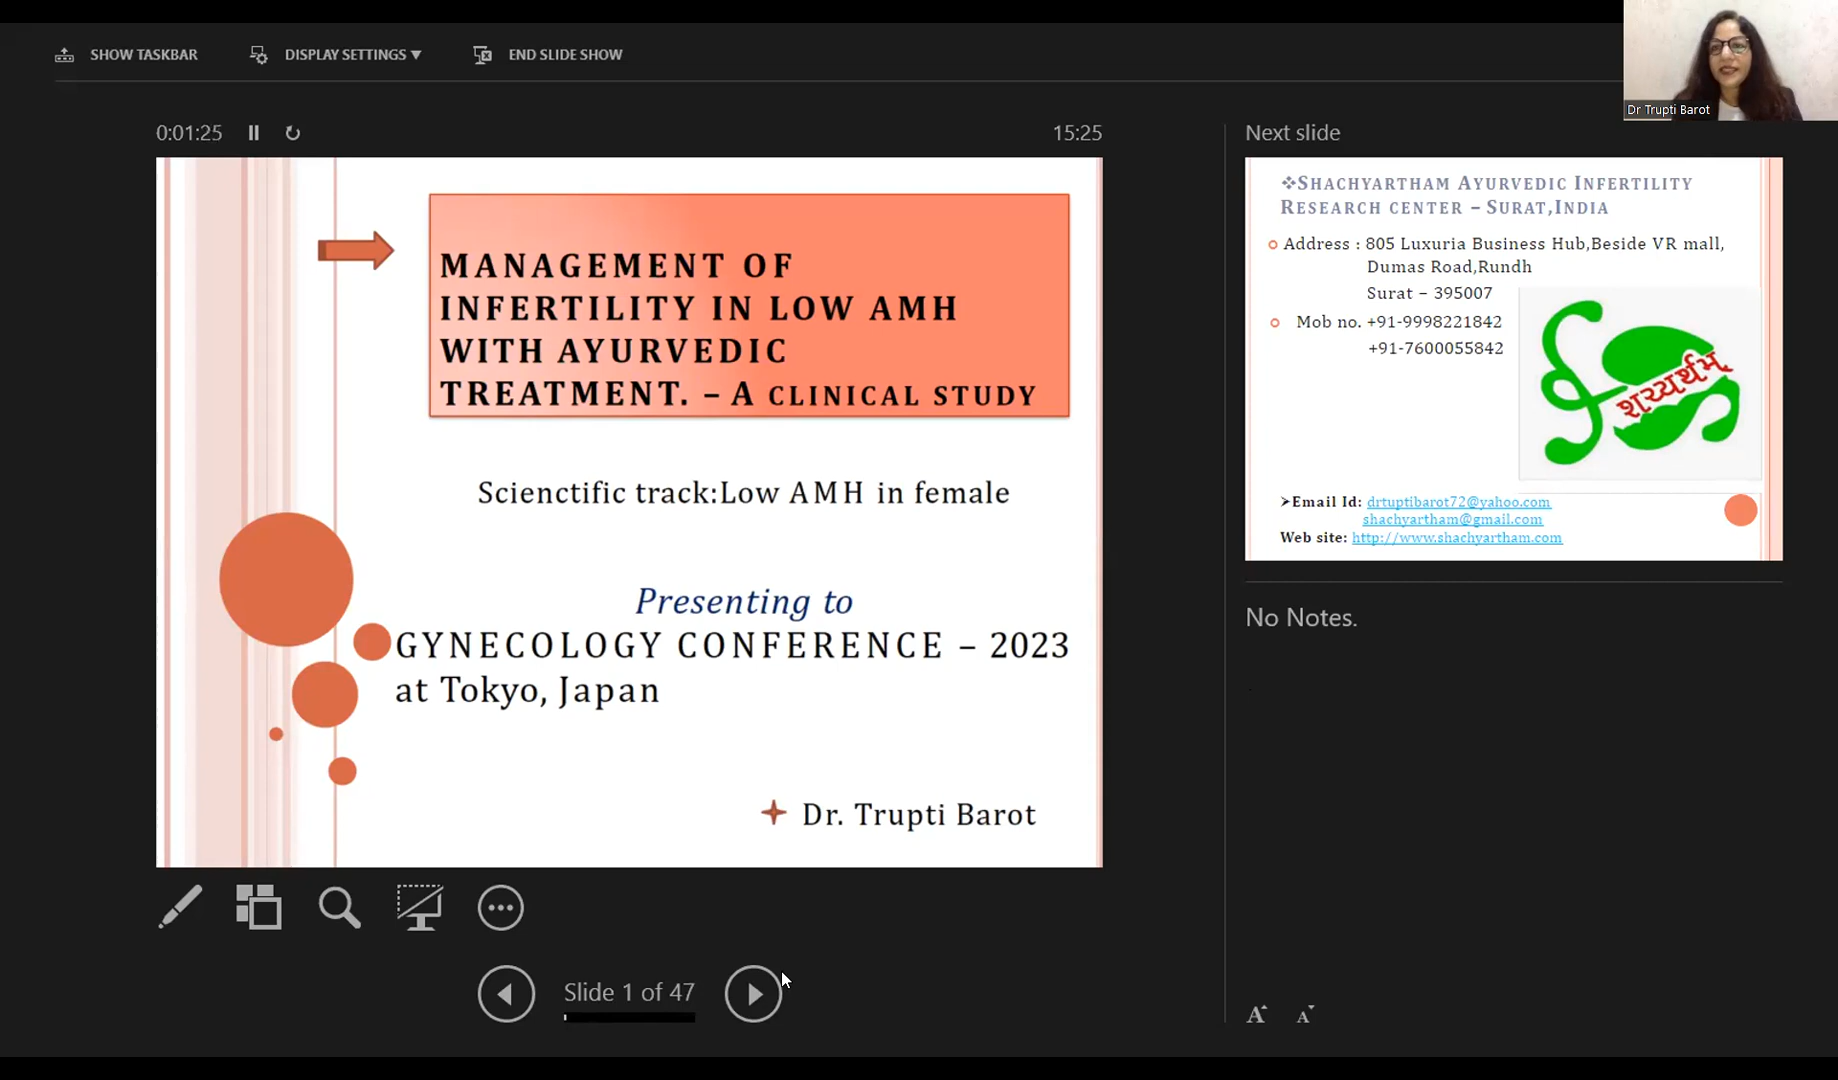 SHOW TASKBAR
DISPLAY SETTINGS ▼
END SLIDE SHOW
Dr Trupti Barot
0:01:25
15:25
MANAGEMENT OF
INFERTILITY IN LOW AMH
WITH AYURVEDIC
TREATMENT. – A CLINICAL STUDY
Scienctific track:Low AMH in female
Presenting to
GYNECOLOGY CONFERENCE – 2023
at Tokyo, Japan
Dr. Trupti Barot
Slide 1 of 47
Next slide
❖SHACHYARTHAM AYURVEDIC INFERTILITY
RESEARCH CENTER – SURAT,INDIA
Address : 805 Luxuria Business Hub,Beside VR mall,
Dumas Road,Rundh
Surat – 395007
Mob no. +91-9998221842
+91-7600055842
શચ્યર્થમ્
➢Email Id: drtuptibarot72@yahoo.com
shachyartham@gmail.com
Web site: http://www.shachyartham.com
No Notes.
A A